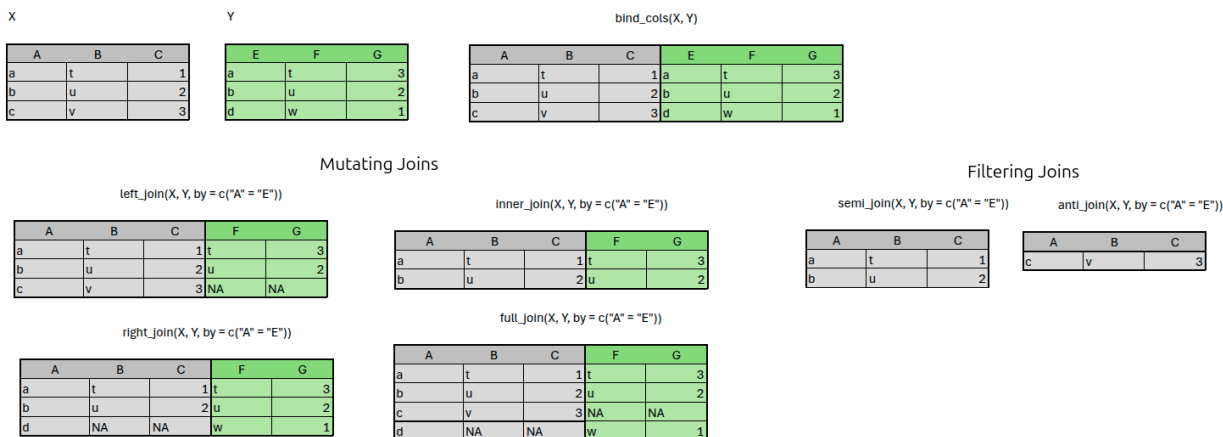 X
A B C
a t 1
b u 2
c v 3
Y
E F G
a t 3
b u 2
d w 1
bind_cols(X, Y)
A B C E F G
a t 1 a t 3
b u 2 b u 2
c v 3 d w 1
Mutating Joins
left_join(X, Y, by = c("A" = "E"))
A B C F G
a t 1 t 3
b u 2 u 2
c v 3 NA NA
inner_join(X, Y, by = c("A" = "E"))
A B C F G
a t 1 t 3
b u 2 u 2
right_join(X, Y, by = c("A" = "E"))
A B C F G
a t 1 t 3
b u 2 u 2
d NA NA w 1
full_join(X, Y, by = c("A" = "E"))
A B C F G
a t 1 t 3
b u 2 u 2
c v 3 NA NA
d NA NA w 1
Filtering Joins
semi_join(X, Y, by = c("A" = "E"))
A B C
a t 1
b u 2
anti_join(X, Y, by = c("A" = "E"))
A B C
c v 3